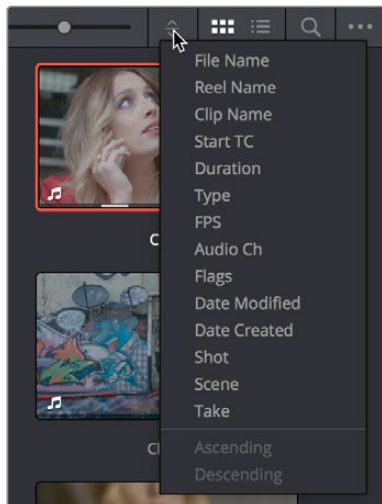 File Name
Reel Name
Clip Name
Start TC
Duration
Type
FPS
Audio Ch
Flags
Date Modified
Date Created
Shot
Scene
Take
Ascending
Descending